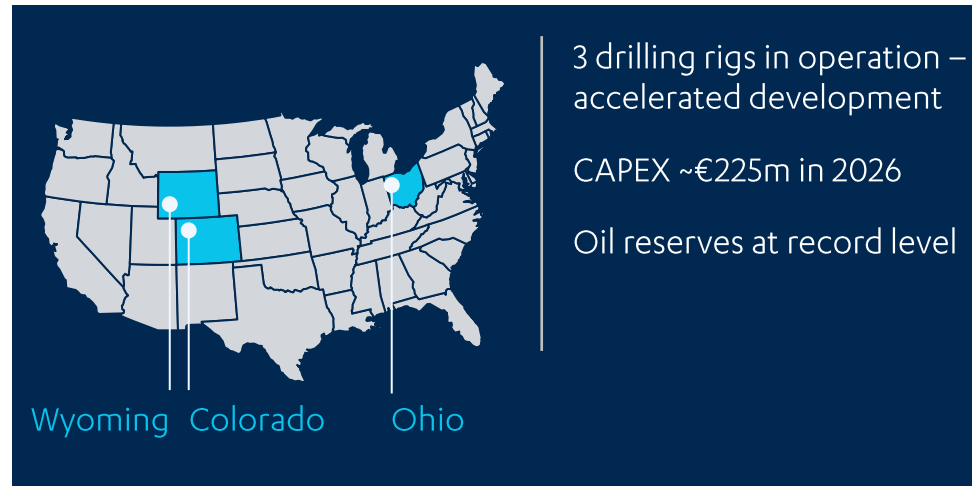 3 drilling rigs in operation –
accelerated development
CAPEX ~€225m in 2026
Oil reserves at record level
Wyoming
Colorado
Ohio